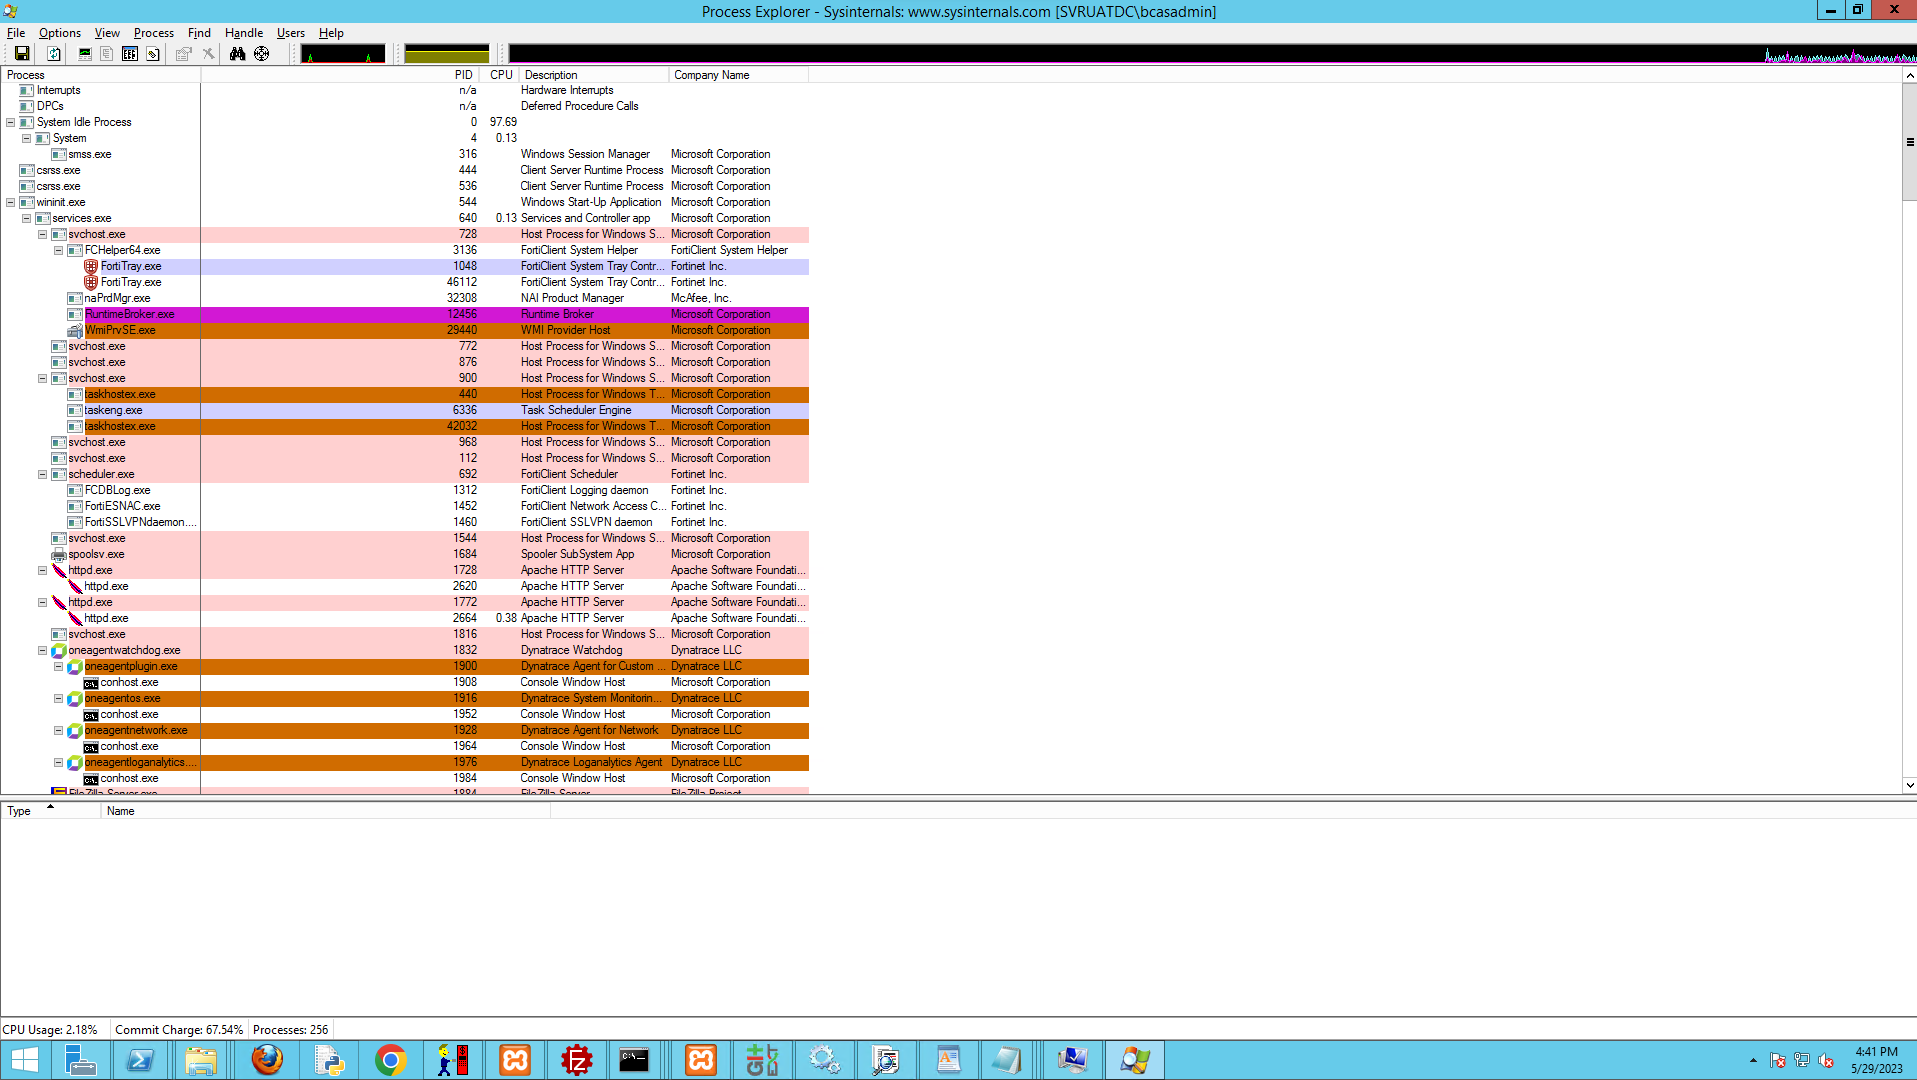 Process Explorer - Sysinternals: www.sysinternals.com [SVRUATDC\bcasadmin]
File Options View Process Find Handle Users Help
Process PID CPU Description Company Name
Interrupts n/a Hardware Interrupts
DPCs n/a Deferred Procedure Calls
System Idle Process 0 97.69
System 4 0.13
smss.exe 316 Windows Session Manager Microsoft Corporation
csrss.exe 444 Client Server Runtime Process Microsoft Corporation
csrss.exe 536 Client Server Runtime Process Microsoft Corporation
wininit.exe 544 Windows Start-Up Application Microsoft Corporation
services.exe 640 0.13 Services and Controller app Microsoft Corporation
svchost.exe 728 Host Process for Windows S... Microsoft Corporation
FCHelper64.exe 3136 FortiClient System Helper FortiClient System Helper
FortiTray.exe 1048 FortiClient System Tray Contr... Fortinet Inc.
FortiTray.exe 46112 FortiClient System Tray Contr... Fortinet Inc.
naPrdMgr.exe 32308 NAI Product Manager McAfee, Inc.
RuntimeBroker.exe 12456 Runtime Broker Microsoft Corporation
WmiPrvSE.exe 29440 WMI Provider Host Microsoft Corporation
svchost.exe 772 Host Process for Windows S... Microsoft Corporation
svchost.exe 876 Host Process for Windows S... Microsoft Corporation
svchost.exe 900 Host Process for Windows S... Microsoft Corporation
taskhostex.exe 440 Host Process for Windows T... Microsoft Corporation
taskeng.exe 6336 Task Scheduler Engine Microsoft Corporation
taskhostex.exe 42032 Host Process for Windows T... Microsoft Corporation
svchost.exe 968 Host Process for Windows S... Microsoft Corporation
svchost.exe 112 Host Process for Windows S... Microsoft Corporation
scheduler.exe 692 FortiClient Scheduler Fortinet Inc.
FCDBLog.exe 1312 FortiClient Logging daemon Fortinet Inc.
FortiESNAC.exe 1452 FortiClient Network Access C... Fortinet Inc.
FortiSSLVPNdaemon.... 1460 FortiClient SSLVPN daemon Fortinet Inc.
svchost.exe 1544 Host Process for Windows S... Microsoft Corporation
spoolsv.exe 1684 Spooler SubSystem App Microsoft Corporation
httpd.exe 1728 Apache HTTP Server Apache Software Foundati...
httpd.exe 2620 Apache HTTP Server Apache Software Foundati...
httpd.exe 1772 Apache HTTP Server Apache Software Foundati...
httpd.exe 2664 0.38 Apache HTTP Server Apache Software Foundati...
svchost.exe 1816 Host Process for Windows S... Microsoft Corporation
oneagentwatchdog.exe 1832 Dynatrace Watchdog Dynatrace LLC
oneagentplugin.exe 1900 Dynatrace Agent for Custom ... Dynatrace LLC
conhost.exe 1908 Console Window Host Microsoft Corporation
oneagentos.exe 1916 Dynatrace System Monitorin... Dynatrace LLC
conhost.exe 1952 Console Window Host Microsoft Corporation
oneagentnetwork.exe 1928 Dynatrace Agent for Network Dynatrace LLC
conhost.exe 1964 Console Window Host Microsoft Corporation
oneagentloganalytics.... 1976 Dynatrace Loganalytics Agent Dynatrace LLC
conhost.exe 1984 Console Window Host Microsoft Corporation
FileZilla Server.exe 1884 FileZilla Server FileZilla Project
Type Name
CPU Usage: 2.18% Commit Charge: 67.54% Processes: 256
4:41 PM
5/29/2023